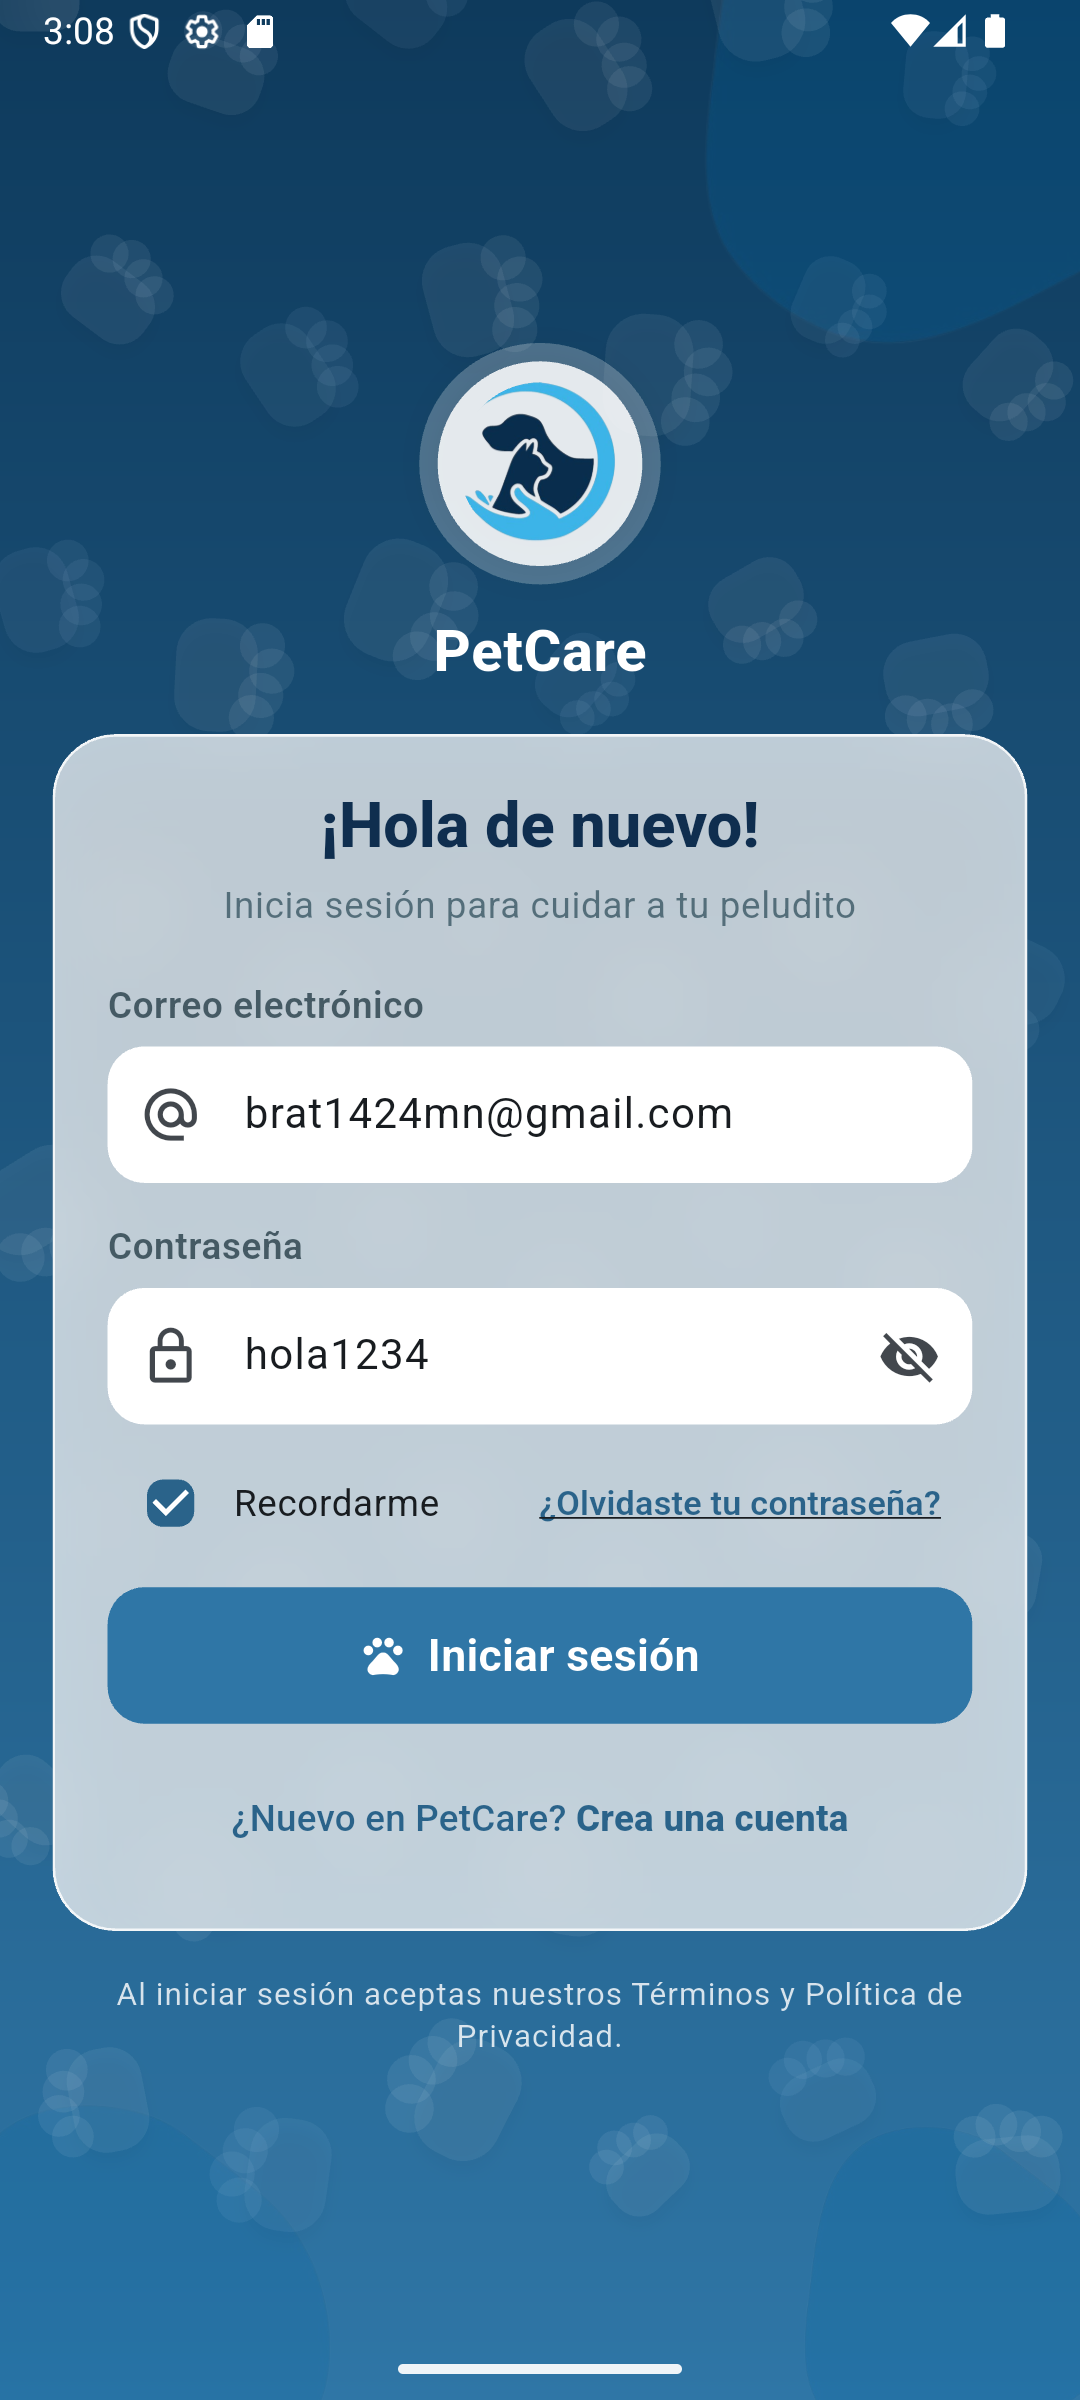 3:08
PetCare
¡Hola de nuevo!
Inicia sesión para cuidar a tu peludito
Correo electrónico
brat1424mn@gmail.com
Contraseña
hola1234
Recordarme
¿Olvidaste tu contraseña?
Iniciar sesión
¿Nuevo en PetCare? Crea una cuenta
Al iniciar sesión aceptas nuestros Términos y Política de
Privacidad.